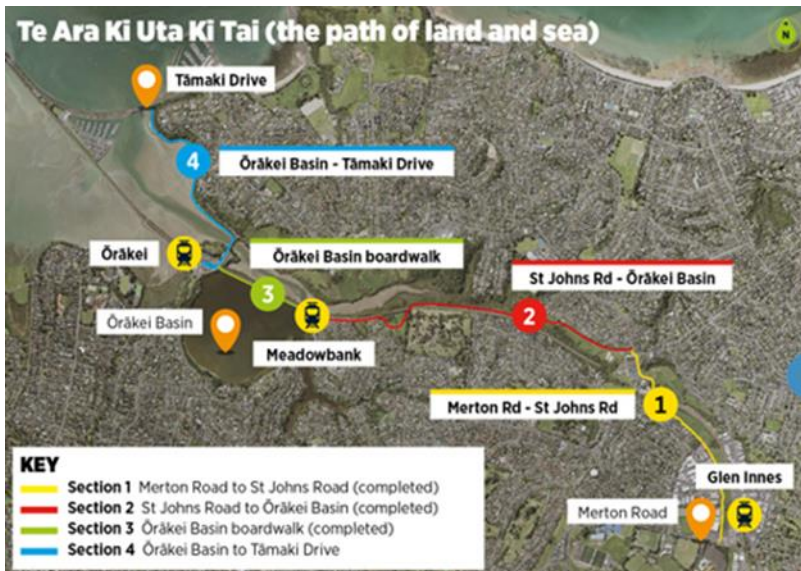 Te Ara Ki Uta Ki Tai (the path of land and sea)
N
Tāmaki Drive
4
Ōrākei Basin - Tāmaki Drive
Ōrākei
Ōrākei Basin boardwalk
St Johns Rd - Ōrākei Basin
3
2
Ōrākei Basin
Meadowbank
Merton Rd - St Johns Rd
1
Glen Innes
Merton Road
KEY
Section 1 Merton Road to St Johns Road (completed)
Section 2 St Johns Road to Ōrākei Basin (completed)
Section 3 Ōrākei Basin boardwalk (completed)
Section 4 Ōrākei Basin to Tāmaki Drive